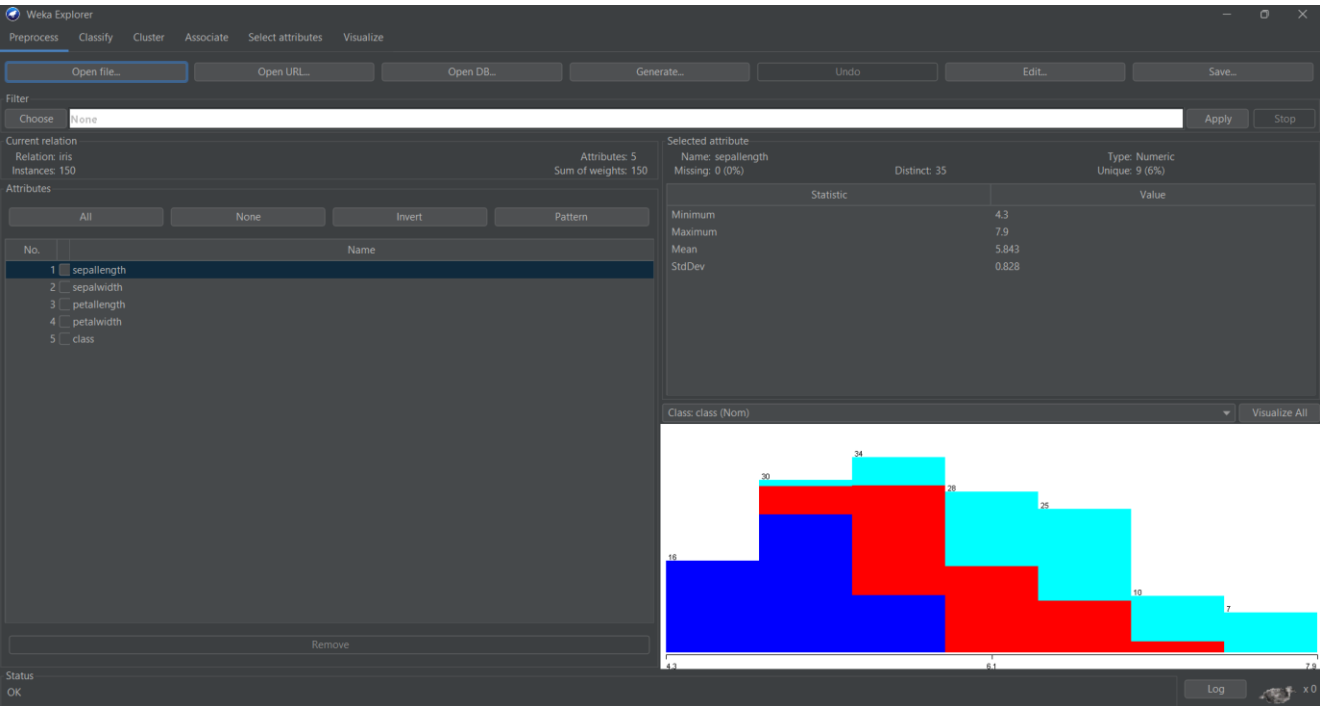 Weka Explorer
Preprocess Classify Cluster Associate Select attributes Visualize
Open file... Open URL... Open DB... Generate... Undo Edit... Save...
Filter
Choose None Apply Stop
Current relation
Relation: iris Attributes: 5
Instances: 150 Sum of weights: 150
Selected attribute
Name: sepallength Type: Numeric
Missing: 0 (0%) Distinct: 35 Unique: 9 (6%)
Attributes
All None Invert Pattern
No. Name
1 sepallength
2 sepalwidth
3 petallength
4 petalwidth
5 class
Remove
Statistic Value
Minimum 4.3
Maximum 7.9
Mean 5.843
StdDev 0.828
Class: class (Nom) Visualize All
16 30 34 28 25 10 7
4.3 6.1 7.9
Status
OK
Log x 0